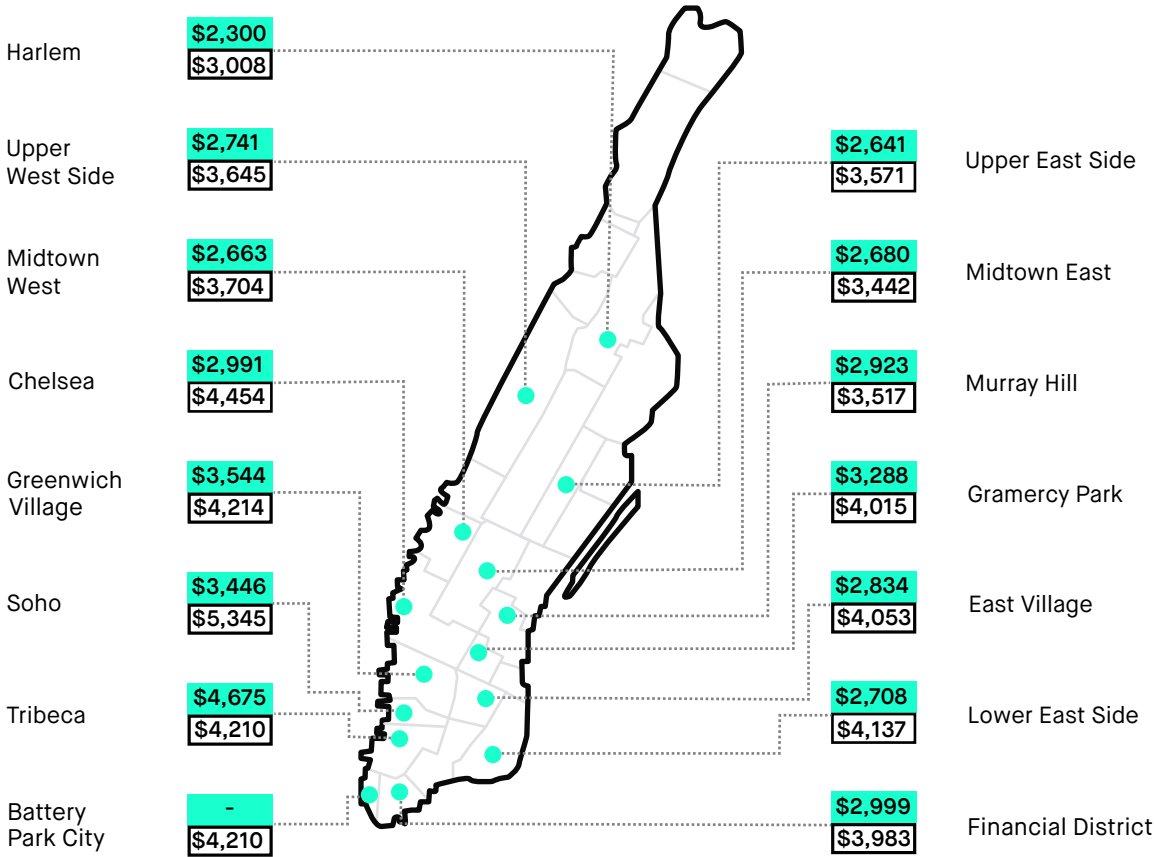 Harlem
$2,300
$3,008
Upper
West Side
$2,741
$3,645
Midtown
West
$2,663
$3,704
Chelsea
$2,991
$4,454
Greenwich
Village
$3,544
$4,214
Soho
$3,446
$5,345
Tribeca
$4,675
$4,210
Battery
Park City
-
$4,210
$2,641
$3,571
Upper East Side
$2,680
$3,442
Midtown East
$2,923
$3,517
Murray Hill
$3,288
$4,015
Gramercy Park
$2,834
$4,053
East Village
$2,708
$4,137
Lower East Side
$2,999
$3,983
Financial District